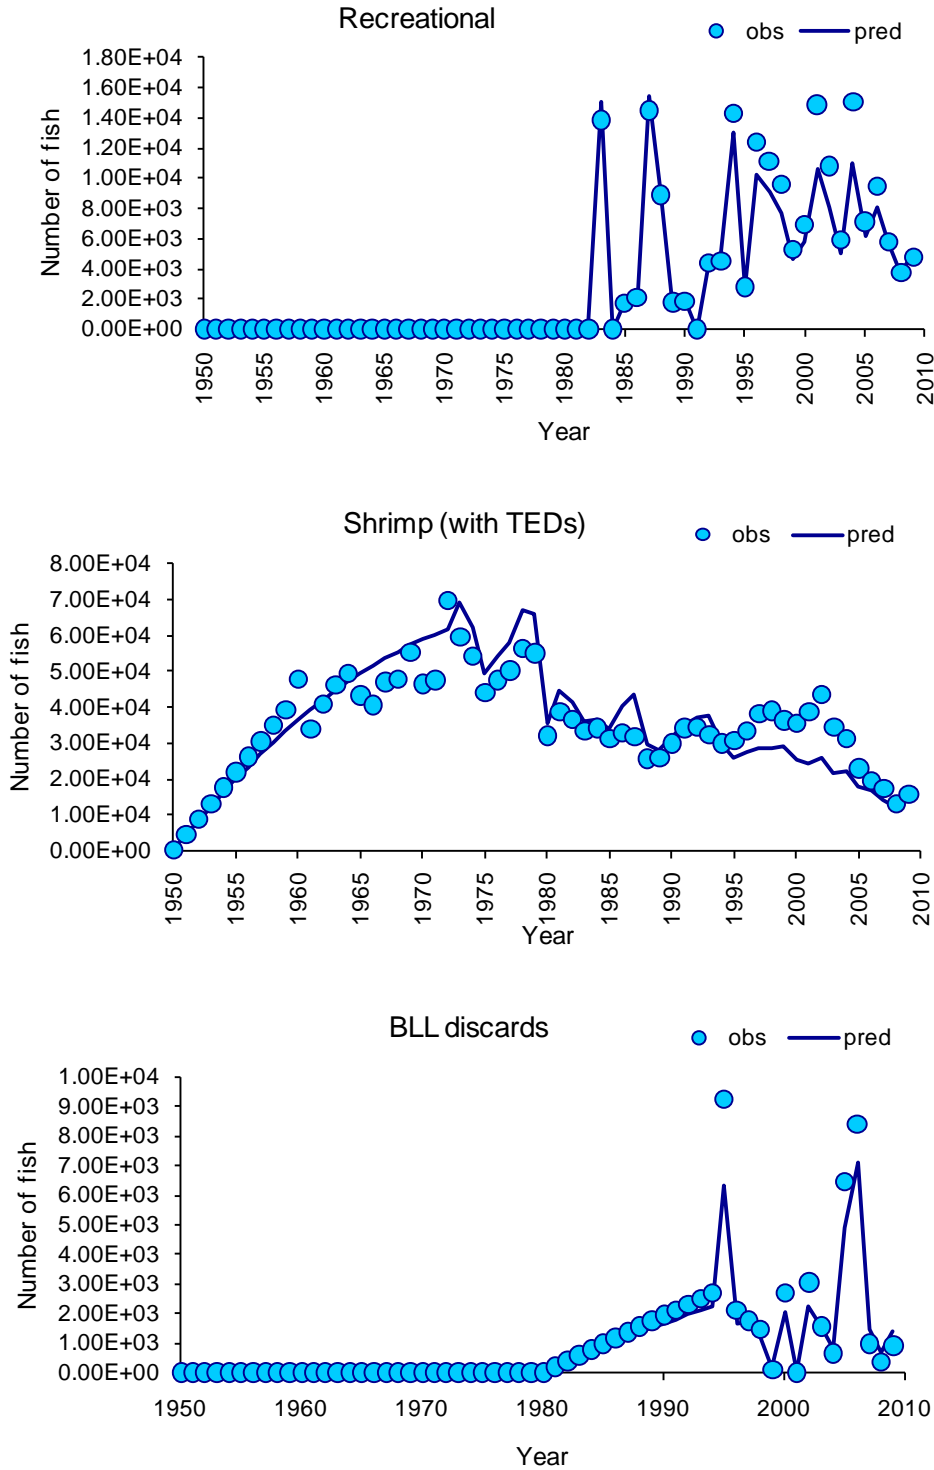 Recreational
obs pred
1.80E+04
1.60E+04
1.40E+04
1.20E+04
1.00E+04
8.00E+03
6.00E+03
4.00E+03
2.00E+03
0.00E+00
Number of fish
1950 1955 1960 1965 1970 1975 1980 1985 1990 1995 2000 2005 2010
Year
Shrimp (with TEDs)
obs pred
8.00E+04
7.00E+04
6.00E+04
5.00E+04
4.00E+04
3.00E+04
2.00E+04
1.00E+04
0.00E+00
Number of fish
1950 1955 1960 1965 1970 1975 1980 1985 1990 1995 2000 2005 2010
Year
BLL discards
obs pred
1.00E+04
9.00E+03
8.00E+03
7.00E+03
6.00E+03
5.00E+03
4.00E+03
3.00E+03
2.00E+03
1.00E+03
0.00E+00
Number of fish
1950 1960 1970 1980 1990 2000 2010
Year